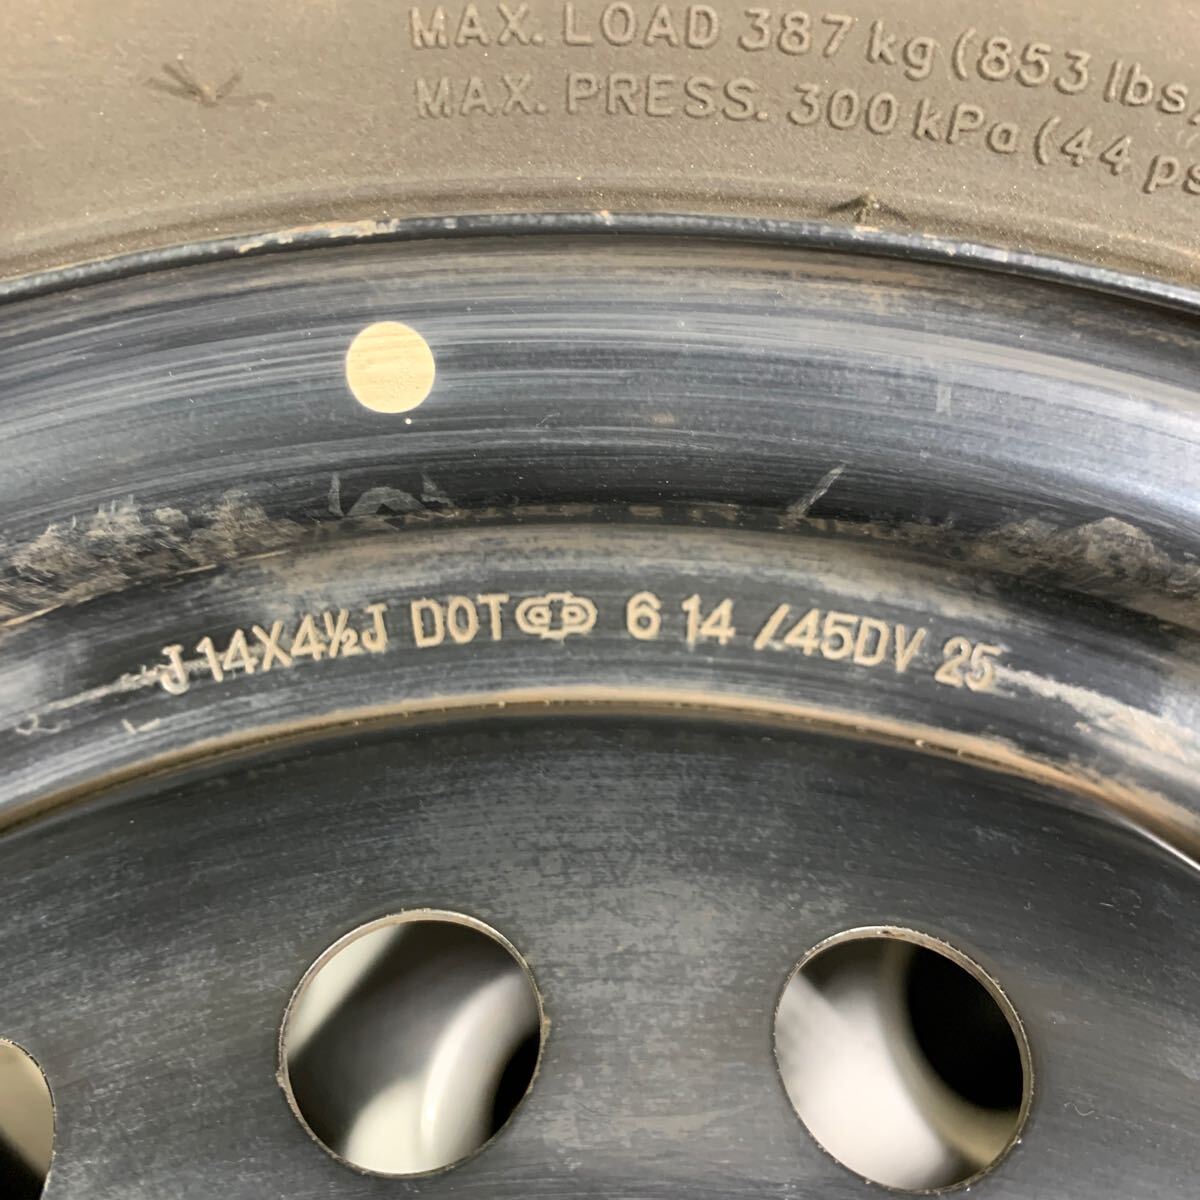 MAX. LOAD 387 kg (853 lbs
MAX. PRESS. 300 kPa (44 ps
J 14X4½J DOT 6 14 /45DV 25